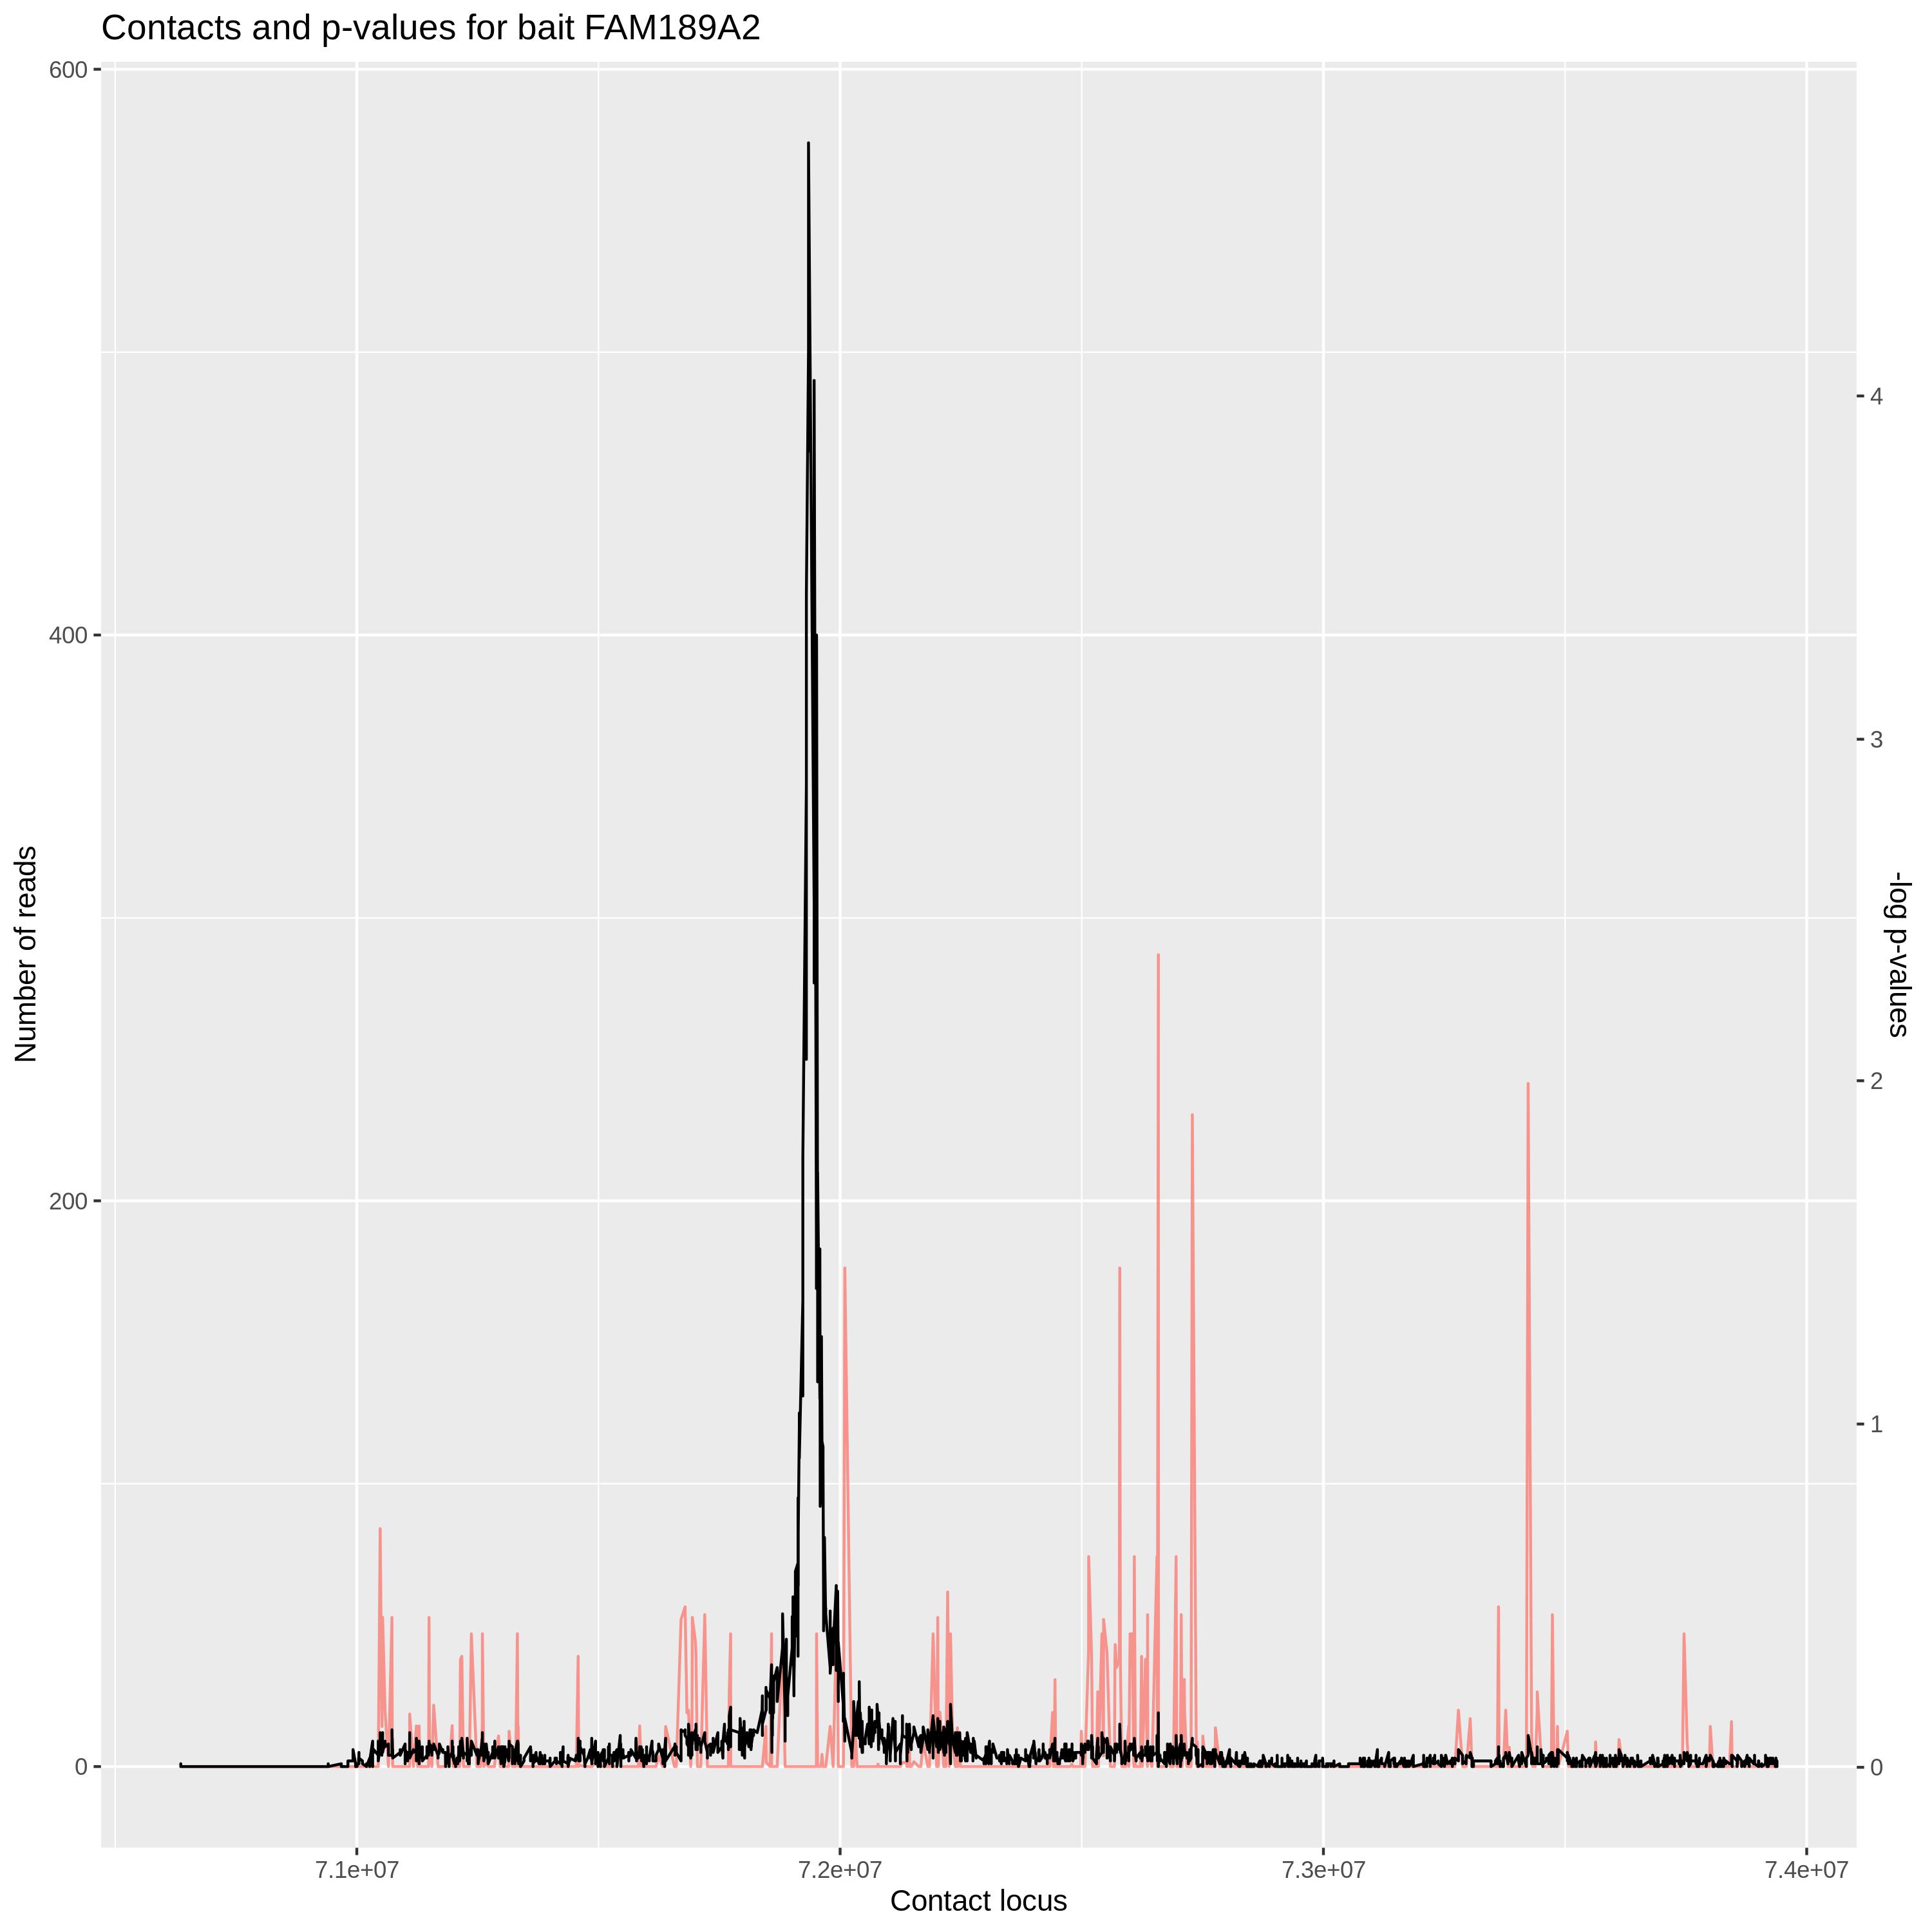 Contacts and p-values for bait FAM189A2
600
400
200
0
Number of reads
4
3
2
1
0
-log p-values
7.1e+07 7.2e+07 7.3e+07 7.4e+07
Contact locus